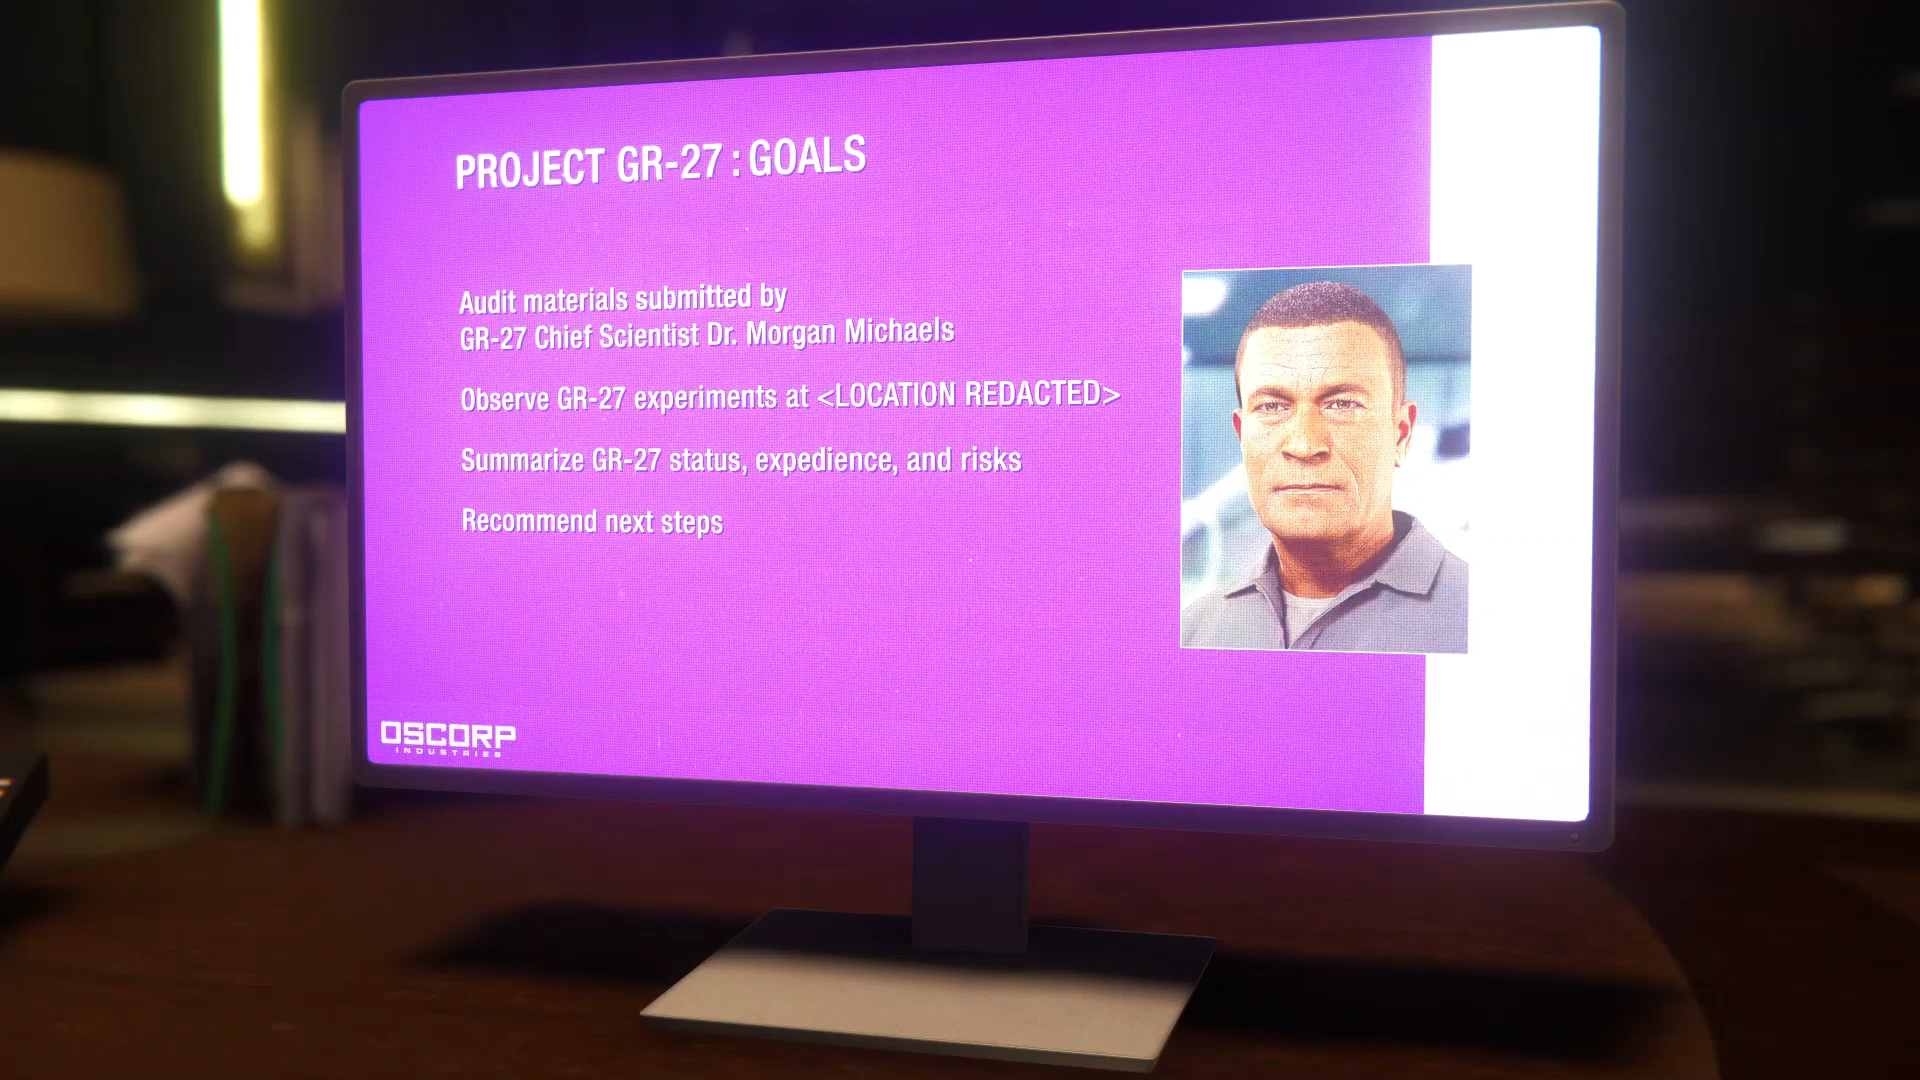 PROJECT GR-27 : GOALS
Audit materials submitted by
GR-27 Chief Scientist Dr. Morgan Michaels
Observe GR-27 experiments at <LOCATION REDACTED>
Summarize GR-27 status, expedience, and risks
Recommend next steps
OSCORP
INDUSTRIES